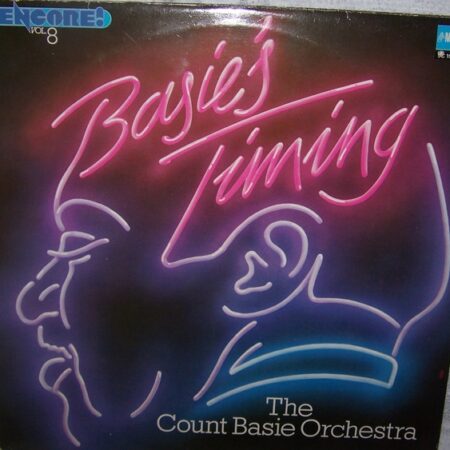 ENCORE!
VOL. 8
Basie's
Timing
The
Count Basie Orchestra